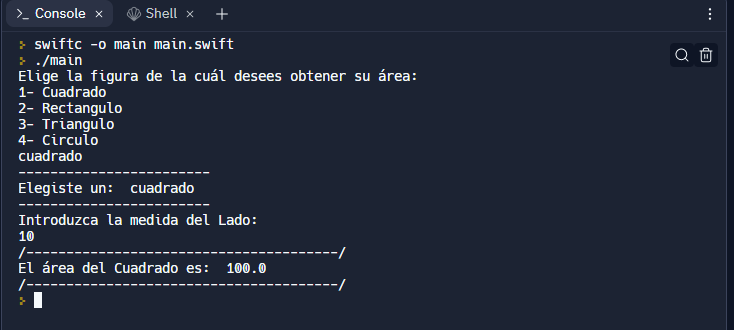 Console × Shell × +
swiftc -o main main.swift
./main
Elige la figura de la cuál desees obtener su área:
1- Cuadrado
2- Rectangulo
3- Triangulo
4- Circulo
cuadrado
------------------------
Elegiste un:  cuadrado
------------------------
Introduzca la medida del Lado:
10
/---------------------------------------/
El área del Cuadrado es:  100.0
/---------------------------------------/